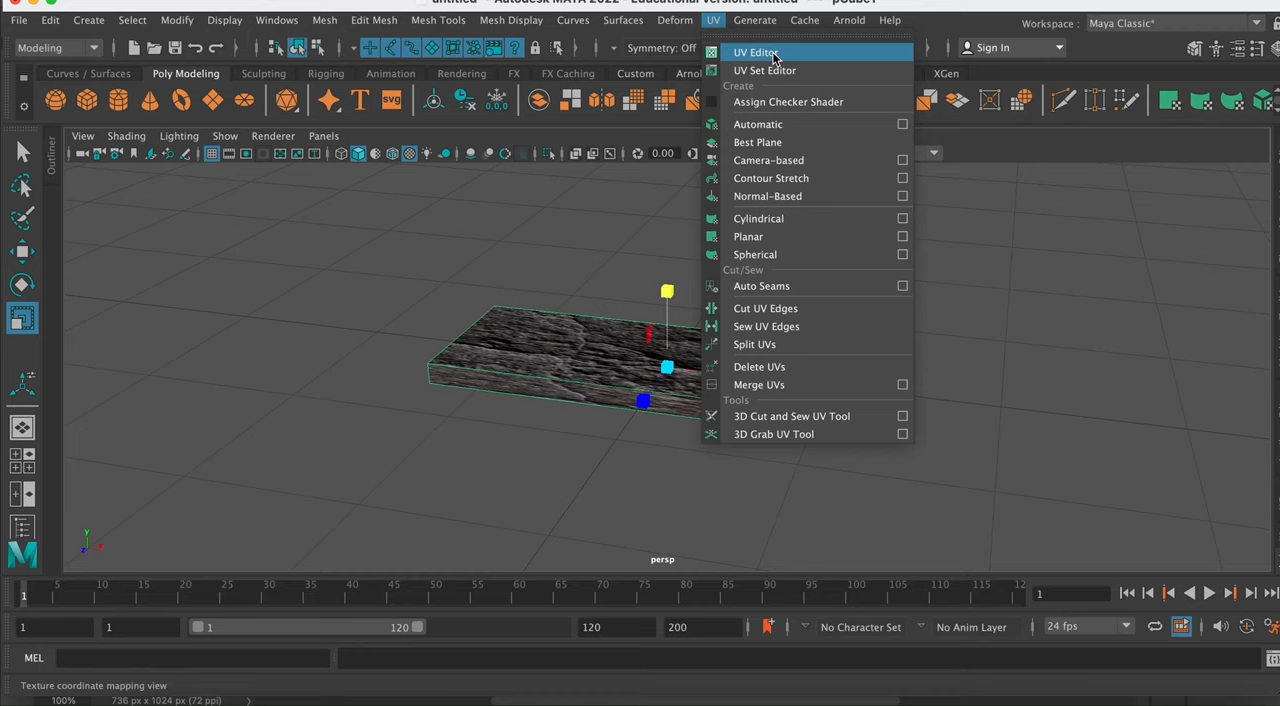 untitled - Autodesk MAYA 2022 - Educational Version: untitled --- pCube1
File Edit Create Select Modify Display Windows Mesh Edit Mesh Mesh Tools Mesh Display Curves Surfaces Deform UV Generate Cache Arnold Help Workspace : Maya Classic*
Modeling Symmetry: Off Sign In
Curves / Surfaces Poly Modeling Sculpting Rigging Animation Rendering FX FX Caching Custom XGen
T svg
0,0,0
View Shading Lighting Show Renderer Panels
0.00
Outliner
UV Editor
UV Set Editor
Create
Assign Checker Shader
Automatic
Best Plane
Camera-based
Contour Stretch
Normal-Based
Cylindrical
Planar
Spherical
Cut/Sew
Auto Seams
Cut UV Edges
Sew UV Edges
Split UVs
Delete UVs
Merge UVs
Tools
3D Cut and Sew UV Tool
3D Grab UV Tool
y
z x
persp
1 5 10 15 20 25 30 35 40 45 50 55 60 65 70 75 80 85 90 95 100 105 110 115 12
1
1 1 1 120 120 200 No Character Set No Anim Layer 24 fps
MEL
Texture coordinate mapping view
100% 736 px x 1024 px (72 ppi)